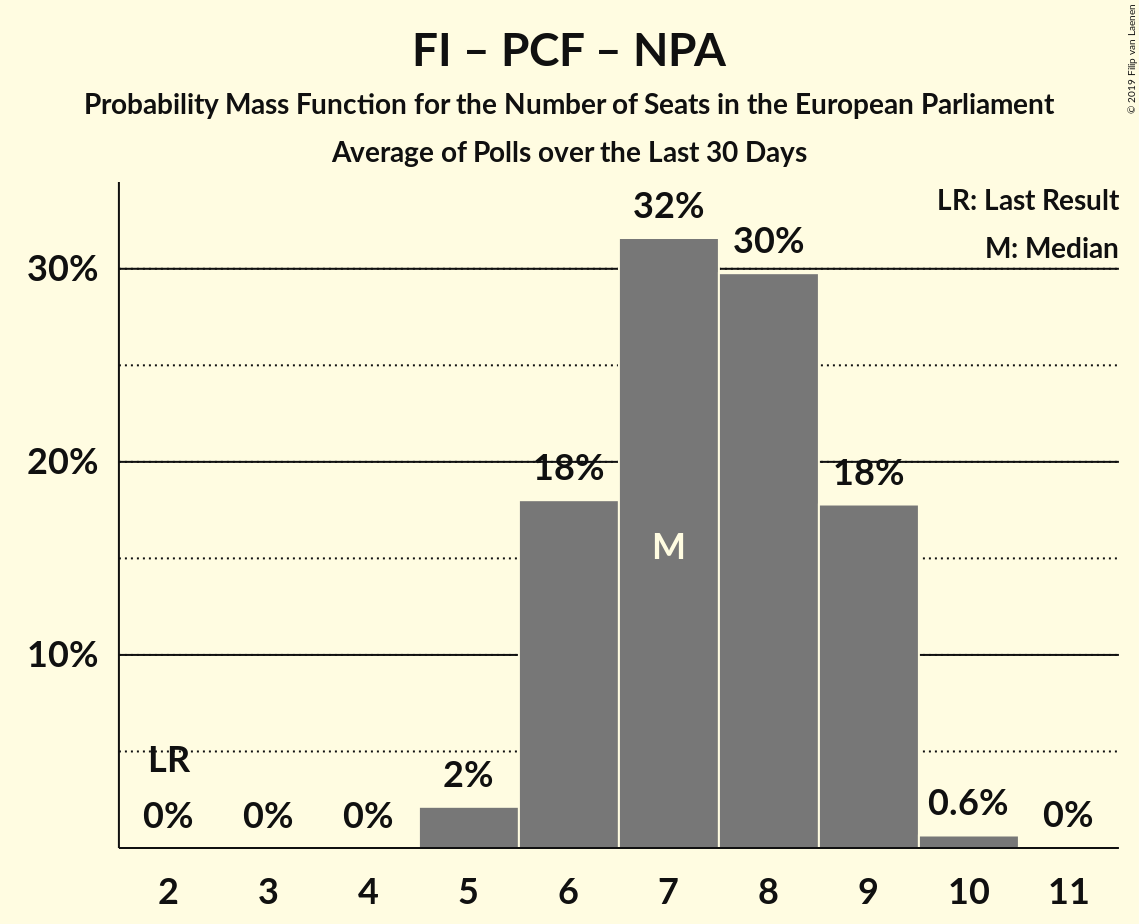 FI – PCF – NPA
Probability Mass Function for the Number of Seats in the European Parliament
Average of Polls over the Last 30 Days
© 2019 Filip van Laenen
LR: Last Result
M: Median
32%
30%
30%
20%
18%
18%
M
10%
LR
2%
0.6%
0%
0%
0%
0%
2
3
4
5
6
7
8
9
10
11